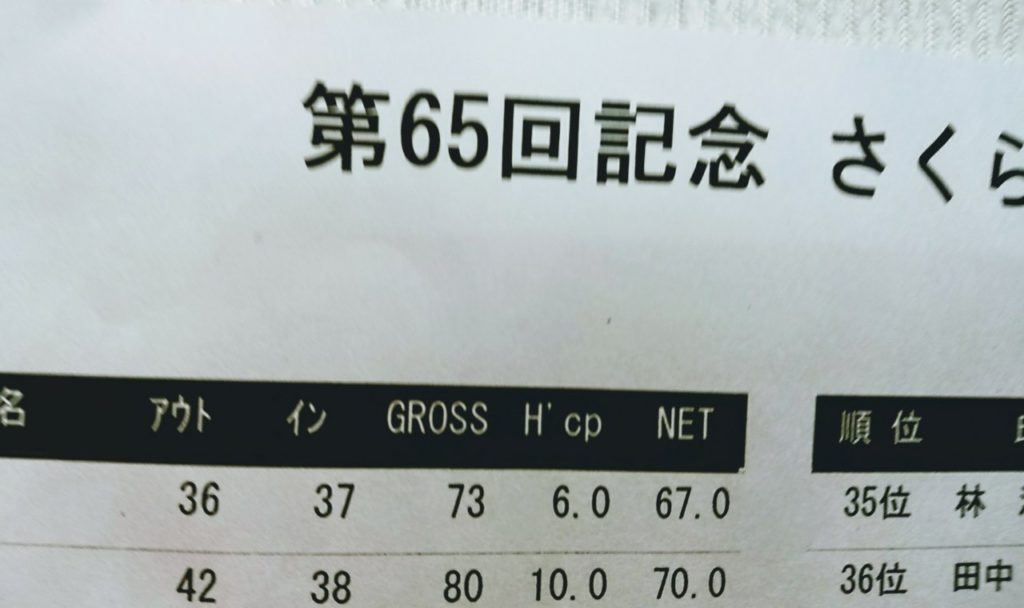 第65回記念 さくら
名 アウト イン GROSS H'cp NET 順位
36 37 73 6.0 67.0 35位 林
42 38 80 10.0 70.0 36位 田中